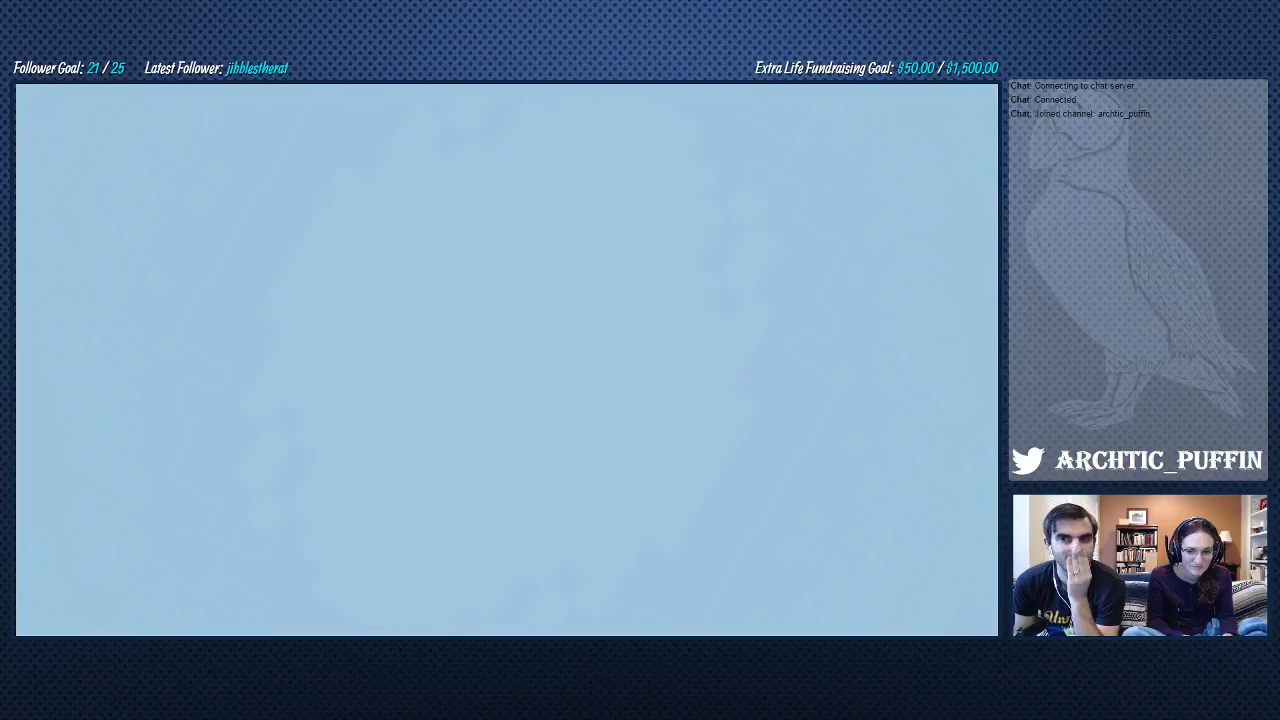 Follower Goal: 21 / 25 Latest Follower: jibblestherat Extra Life Fundraising Goal: $50.00 / $1,500.00
Chat: Connecting to chat server.
Chat: Connected.
Chat: Joined channel: archtic_puffin.
ARCHTIC_PUFFIN